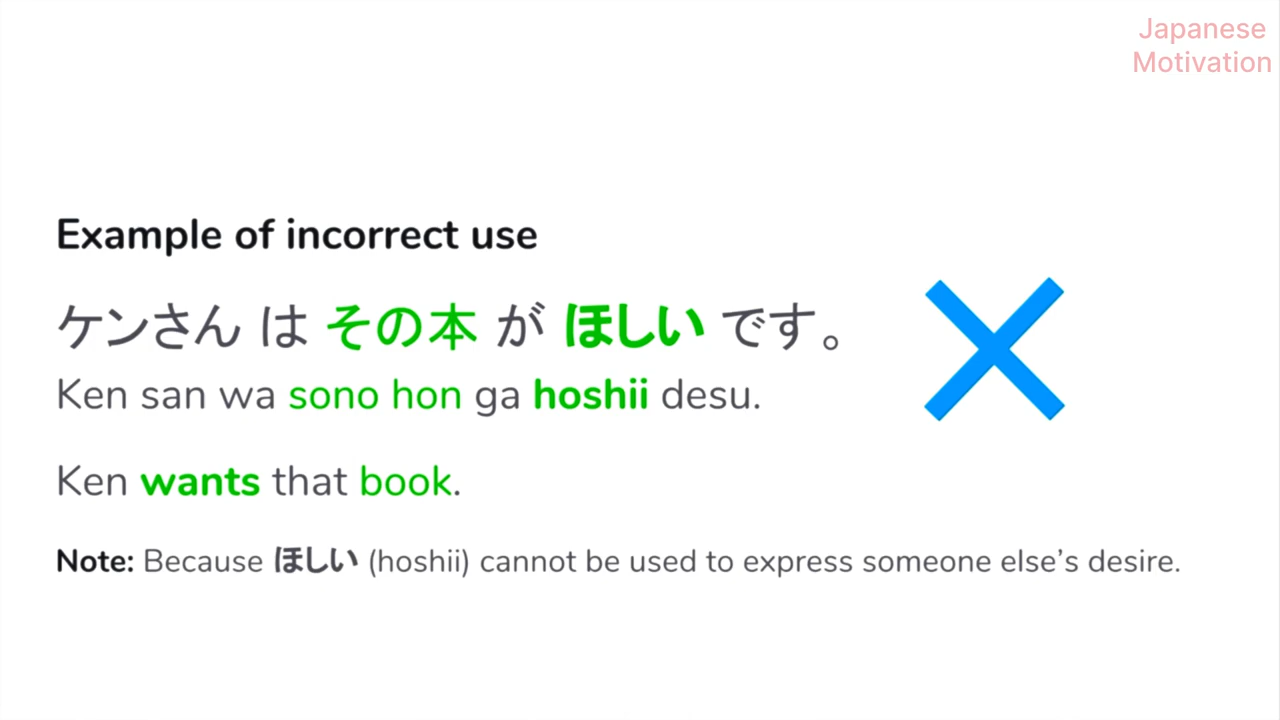 Japanese
Motivation
Example of incorrect use
ケンさん は その本 が ほしい です。
Ken san wa sono hon ga hoshii desu.
Ken wants that book.
Note: Because ほしい (hoshii) cannot be used to express someone else’s desire.